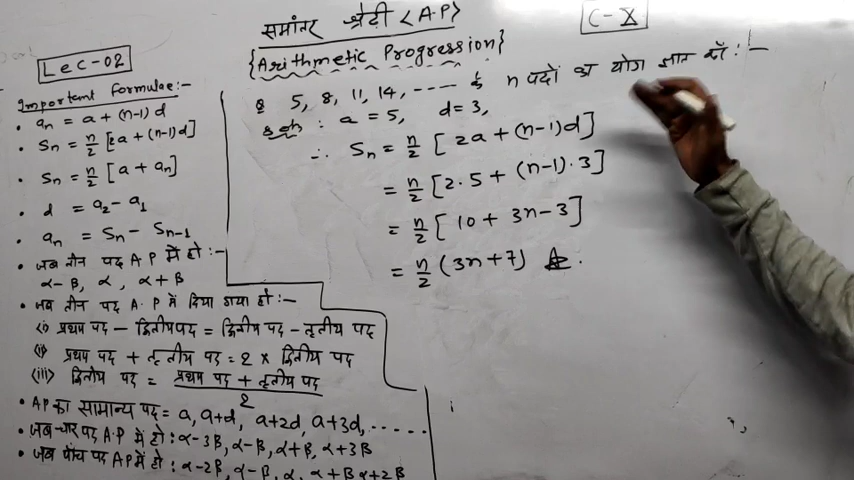 समांतर श्रेढी <A.P>
C-X
Lec-02
{Arithmetic Progression}
Important Formulae:-
• an = a + (n-1)d
• Sn = n/2 [2a + (n-1)d]
• Sn = n/2 [a + an]
• d = a2 - a1
• an = Sn - Sn-1
• जब तीन पद A.P में हो :-
α-β, α, α+β
• जब तीन पद A.P में दिया गया हो :-
(i) प्रथम पद - द्वितीय पद = द्वितीय पद - तृतीय पद
(ii) प्रथम पद + तृतीय पद = 2 × द्वितीय पद
(iii) द्वितीय पद = प्रथम पद + तृतीय पद / 2
• AP का सामान्य पद = a, a+d, a+2d, a+3d, .....
• जब चार पद A.P में हो : α-3β, α-β, α+β, α+3β
• जब पांच पद AP में हो : α-2β, α-β, α, α+β α+2β
Q 5, 8, 11, 14, ---- के n पदों का योग ज्ञात करें :-
Soln : a = 5, d = 3,
∴ Sn = n/2 [2a + (n-1)d]
= n/2 [2·5 + (n-1)·3]
= n/2 [10 + 3n - 3]
= n/2 (3n + 7)